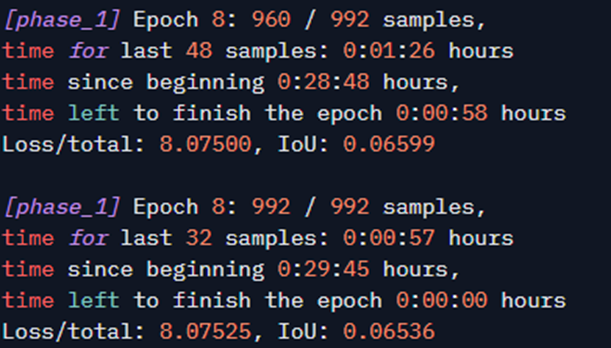 [phase_1] Epoch 8: 960 / 992 samples,
time for last 48 samples: 0:01:26 hours
time since beginning 0:28:48 hours,
time left to finish the epoch 0:00:58 hours
Loss/total: 8.07500, IoU: 0.06599
[phase_1] Epoch 8: 992 / 992 samples,
time for last 32 samples: 0:00:57 hours
time since beginning 0:29:45 hours,
time left to finish the epoch 0:00:00 hours
Loss/total: 8.07525, IoU: 0.06536